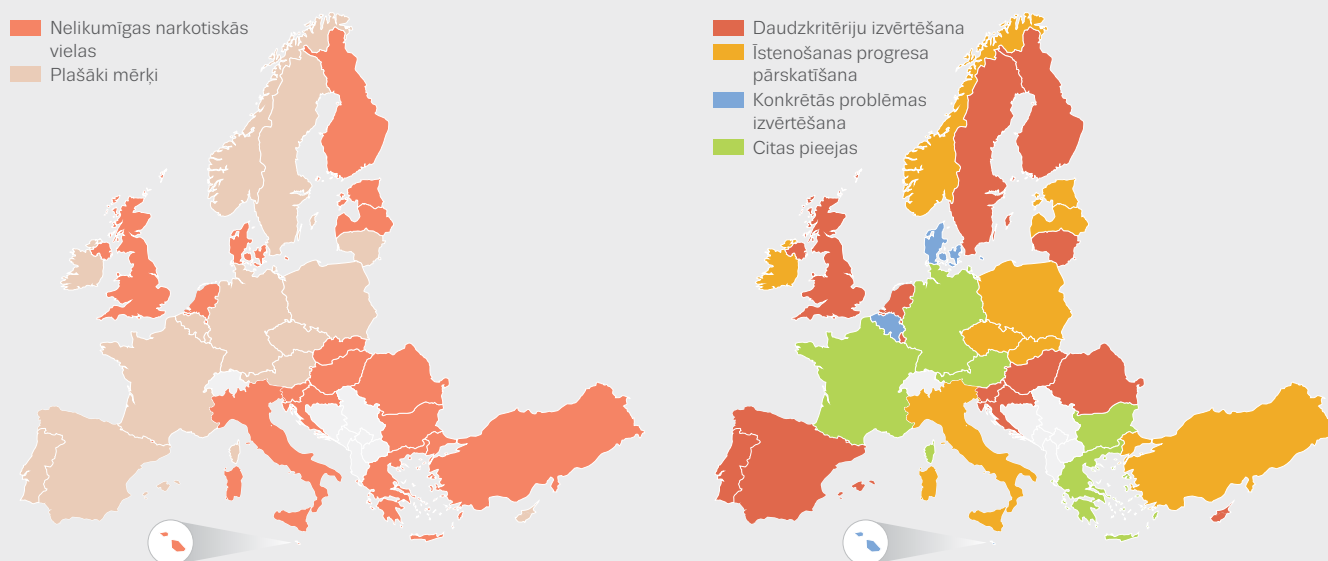 Nelikumīgas narkotiskās
vielas
Plašāki mērķi
Daudzkritēriju izvērtēšana
Īstenošanas progresa
pārskatīšana
Konkrētās problēmas
izvērtēšana
Citas pieejas